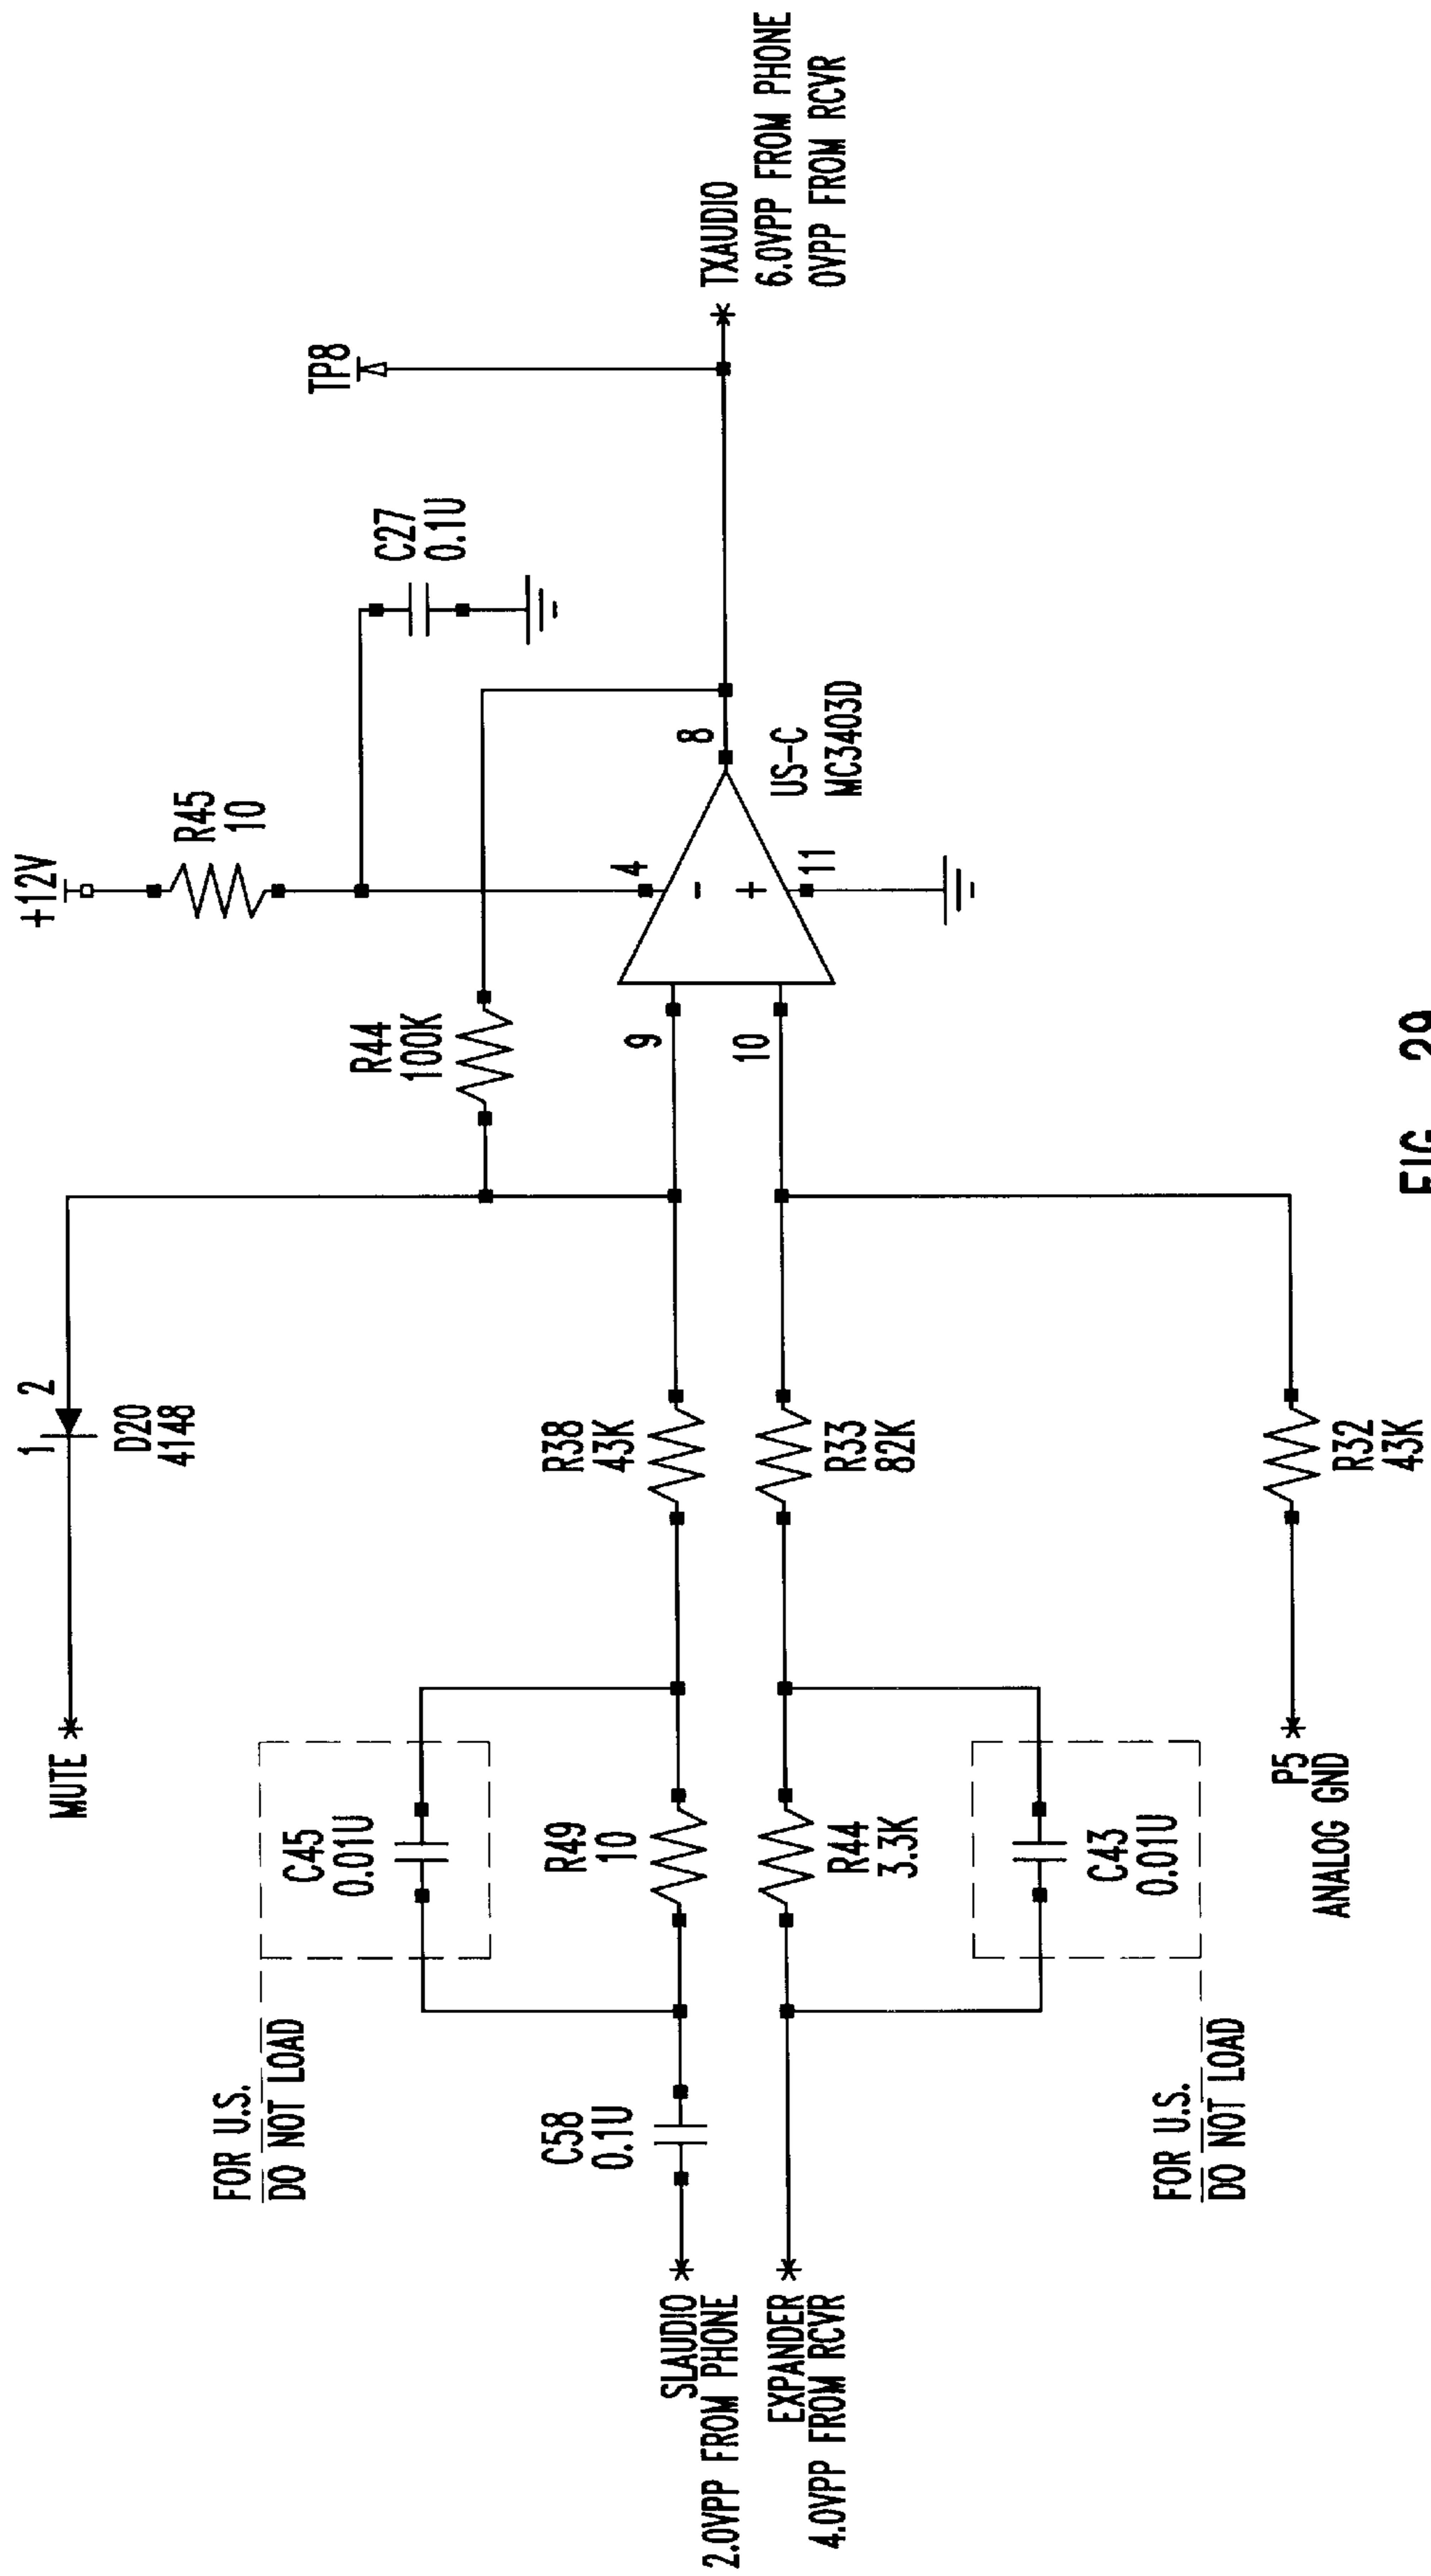 +12V
R45
10
TP8
C27
0.1U
R44
100K
4
8
US-C
MC3403D
-
+
9
10
11
TXAUDIO
6.0VPP FROM PHONE
0VPP FROM RCVR
1
2
D20
4148
MUTE
R38
43K
R33
82K
R32
43K
FOR U.S.
DO NOT LOAD
C45
0.01U
R49
10
R44
3.3K
C43
0.01U
FOR U.S.
DO NOT LOAD
P5
ANALOG GND
C58
0.1U
SLAUDIO
2.0VPP FROM PHONE
EXPANDER
4.0VPP FROM RCVR
FIG. 29